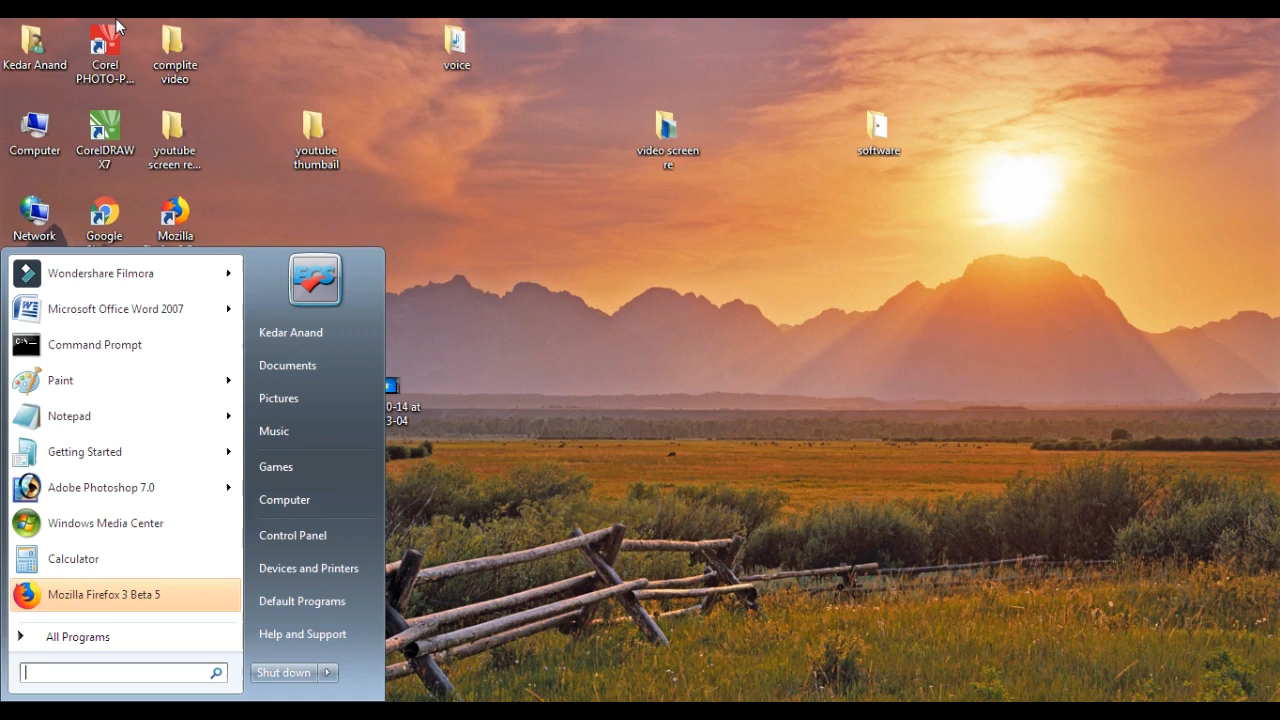 Kedar Anand
Corel
PHOTO-P...
complite
video
voice
Computer
CorelDRAW
X7
youtube
screen re...
youtube
thumbail
video screen
re
software
Network
Google
Mozilla
0-14 at
3-04
Wondershare Filmora
Microsoft Office Word 2007
Command Prompt
Paint
Notepad
Getting Started
Adobe Photoshop 7.0
Windows Media Center
Calculator
Mozilla Firefox 3 Beta 5
All Programs
ECS
Kedar Anand
Documents
Pictures
Music
Games
Computer
Control Panel
Devices and Printers
Default Programs
Help and Support
Shut down